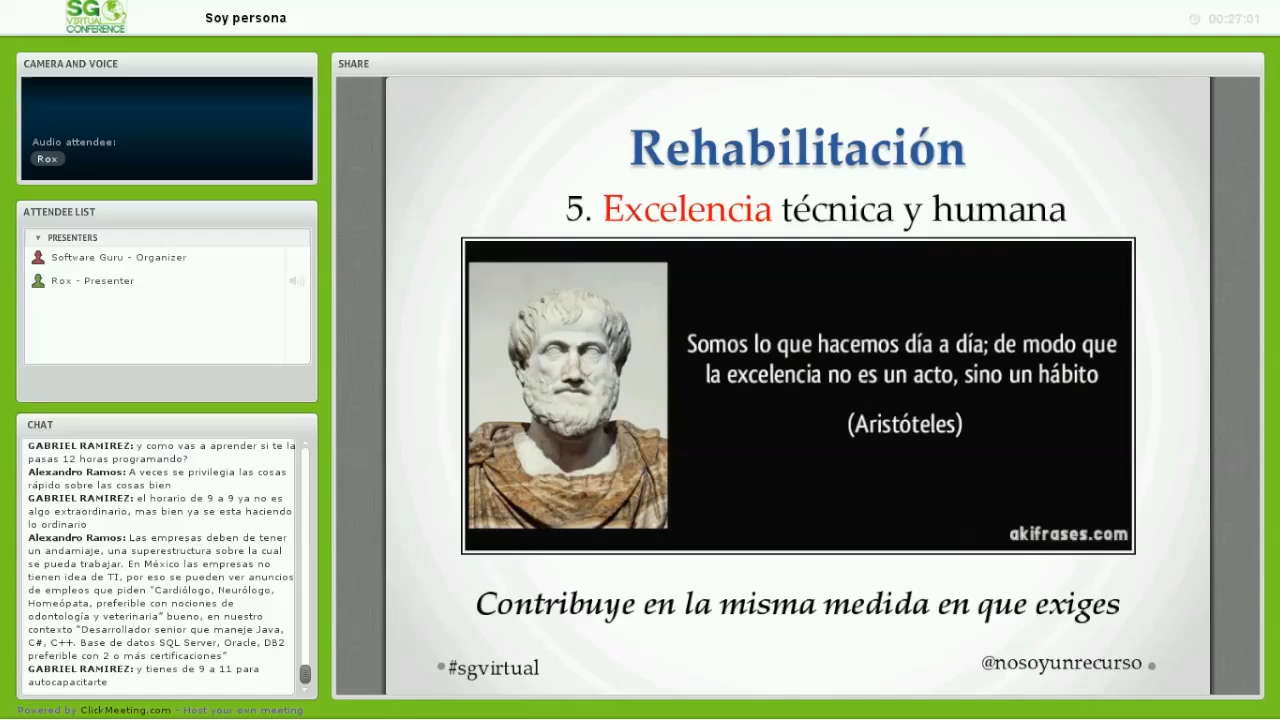 SG
VIRTUAL
CONFERENCE
Soy persona
00:27:01
CAMERA AND VOICE
Audio attendee:
Rox
ATTENDEE LIST
PRESENTERS
Software Guru - Organizer
Rox - Presenter
CHAT
GABRIEL RAMIREZ: y como vas a aprender si te la
pasas 12 horas programando?
Alexandro Ramos: A veces se privilegia las cosas
rápido sobre las cosas bien
GABRIEL RAMIREZ: el horario de 9 a 9 ya no es
algo extraordinario, mas bien ya se esta haciendo
lo ordinario
Alexandro Ramos: Las empresas deben de tener
un andamiaje, una superestructura sobre la cual
se pueda trabajar. En México las empresas no
tienen idea de TI, por eso se pueden ver anuncios
de empleos que piden "Cardiólogo, Neurólogo,
Homeópata, preferible con nociones de
odontología y veterinaria" bueno, en nuestro
contexto "Desarrollador senior que maneje Java,
C#, C++. Base de datos SQL Server, Oracle, DB2
preferible con 2 o más certificaciones"
GABRIEL RAMIREZ: y tienes de 9 a 11 para
autocapacitarte
Powered by ClickMeeting.com - Host your own meeting
SHARE
Rehabilitación
5. Excelencia técnica y humana
Somos lo que hacemos día a día; de modo que
la excelencia no es un acto, sino un hábito
(Aristóteles)
akifrases.com
Contribuye en la misma medida en que exiges
#sgvirtual
@nosoyunrecurso